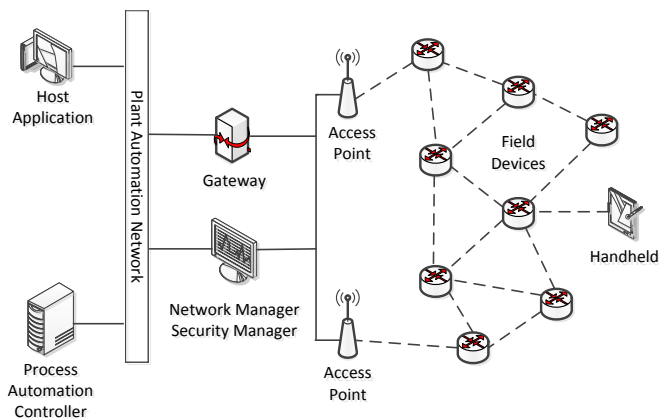 Host
Application
Plant Automation Network
Gateway
Access
Point
Field
Devices
Handheld
Network Manager
Security Manager
Process
Automation
Controller
Access
Point